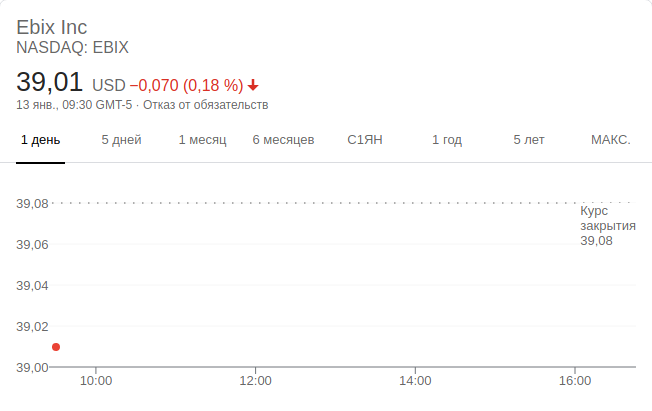 Ebix Inc
NASDAQ: EBIX
39,01 USD −0,070 (0,18 %)
13 янв., 09:30 GMT-5 · Отказ от обязательств
1 день 5 дней 1 месяц 6 месяцев С1ЯН 1 год 5 лет МАКС.
39,08
Курс
закрытия
39,08
39,06
39,04
39,02
39,00
10:00 12:00 14:00 16:00